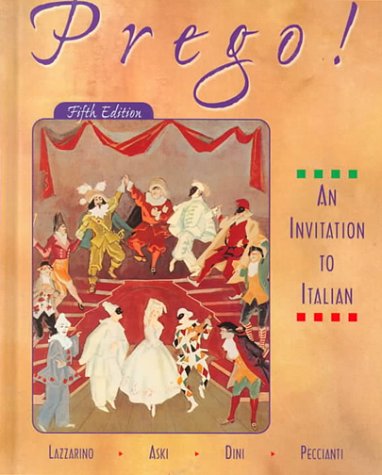 Prego!
Fifth Edition
An
Invitation
to
Italian
Lazzarino ▸ Aski ▸ Dini ▸ Peccianti